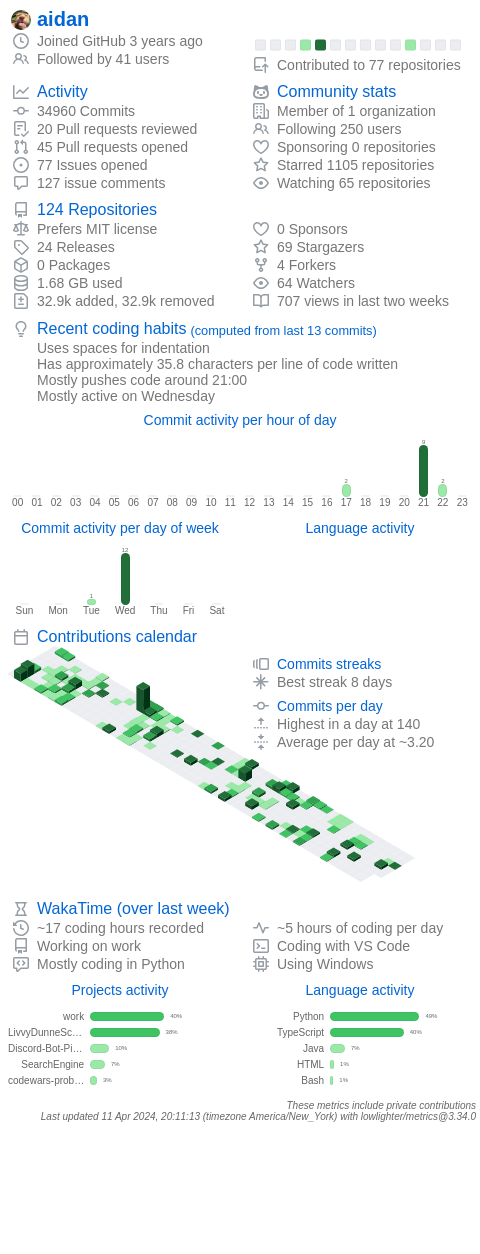 aidan
Joined GitHub 3 years ago
Followed by 41 users
Contributed to 77 repositories
Activity
34960 Commits
20 Pull requests reviewed
45 Pull requests opened
77 Issues opened
127 issue comments
Community stats
Member of 1 organization
Following 250 users
Sponsoring 0 repositories
Starred 1105 repositories
Watching 65 repositories
124 Repositories
Prefers MIT license
24 Releases
0 Packages
1.68 GB used
32.9k added, 32.9k removed
0 Sponsors
69 Stargazers
4 Forkers
64 Watchers
707 views in last two weeks
Recent coding habits (computed from last 13 commits)
Uses spaces for indentation
Has approximately 35.8 characters per line of code written
Mostly pushes code around 21:00
Mostly active on Wednesday
Commit activity per hour of day
2 9 2
00 01 02 03 04 05 06 07 08 09 10 11 12 13 14 15 16 17 18 19 20 21 22 23
Commit activity per day of week
1 12
Sun Mon Tue Wed Thu Fri Sat
Language activity
Contributions calendar
Commits streaks
Best streak 8 days
Commits per day
Highest in a day at 140
Average per day at ~3.20
WakaTime (over last week)
~17 coding hours recorded
Working on work
Mostly coding in Python
~5 hours of coding per day
Coding with VS Code
Using Windows
Projects activity
work 40%
LivvyDunneSc... 38%
Discord-Bot-Pi... 10%
SearchEngine 7%
codewars-prob... 3%
Language activity
Python 49%
TypeScript 40%
Java 7%
HTML 1%
Bash 1%
These metrics include private contributions
Last updated 11 Apr 2024, 20:11:13 (timezone America/New_York) with lowlighter/metrics@3.34.0